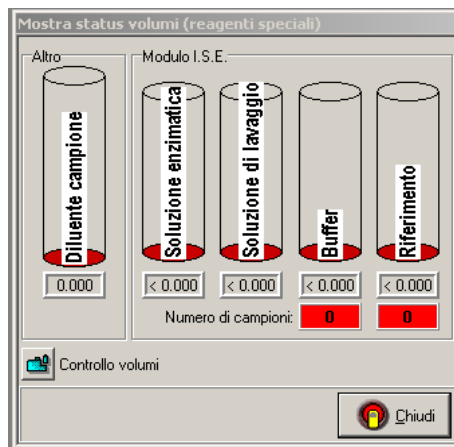 Mostra status volumi (reagenti speciali)
Altro
Modulo I.S.E.
Diluente campione
Soluzione enzimatica
Soluzione di lavaggio
Buffer
Riferimento
0.000
< 0.000
< 0.000
< 0.000
< 0.000
Numero di campioni:
0
0
Controllo volumi
Chiudi